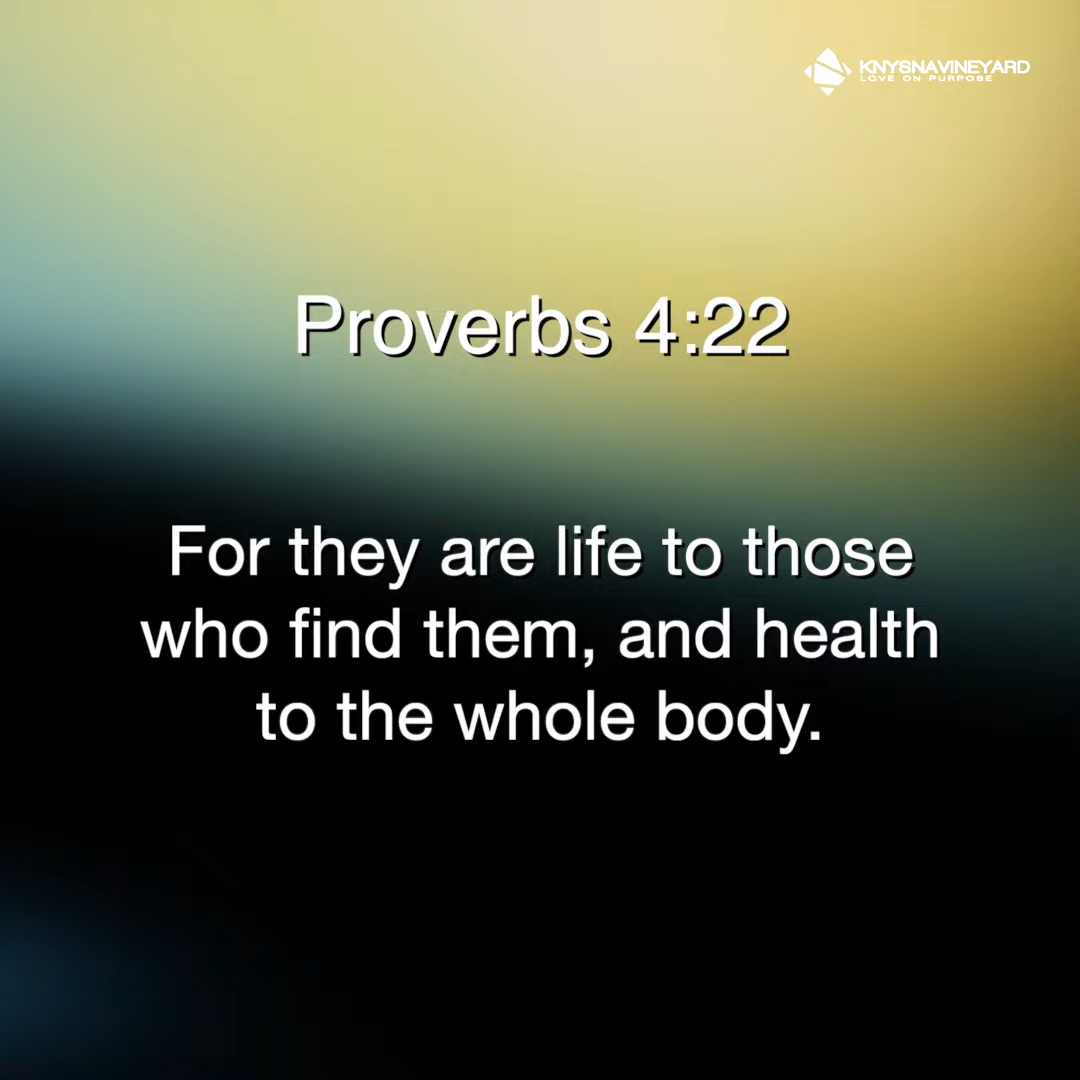 KNYSNAVINEYARD
LOVE ON PURPOSE
Proverbs 4:22
For they are life to those
who find them, and health
to the whole body.